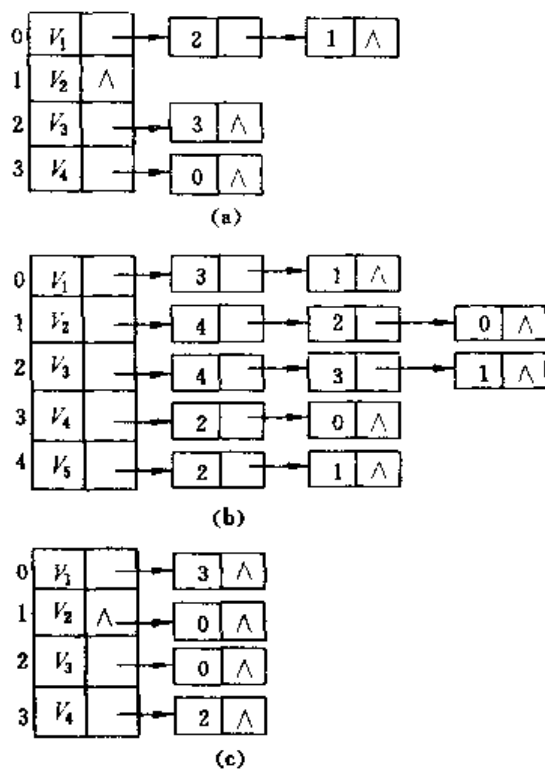 0 V1 2 1 ∧
1 V2 ∧
2 V3 3 ∧
3 V4 0 ∧
(a)
0 V1 3 1 ∧
1 V2 4 2 0 ∧
2 V3 4 3 1 ∧
3 V4 2 0 ∧
4 V5 2 1 ∧
(b)
0 V1 3 ∧
1 V2 ∧ 0 ∧
2 V3 0 ∧
3 V4 2 ∧
(c)